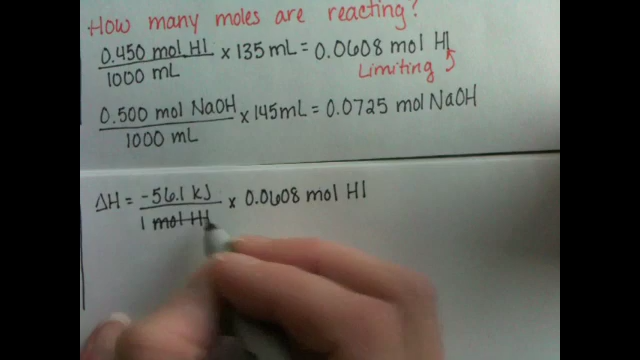 How many moles are reacting?
0.450 mol HI / 1000 mL × 135 mL = 0.0608 mol HI
Limiting
0.500 mol NaOH / 1000 mL × 145 mL = 0.0725 mol NaOH
ΔH = -56.1 kJ / 1 mol HI × 0.0608 mol HI